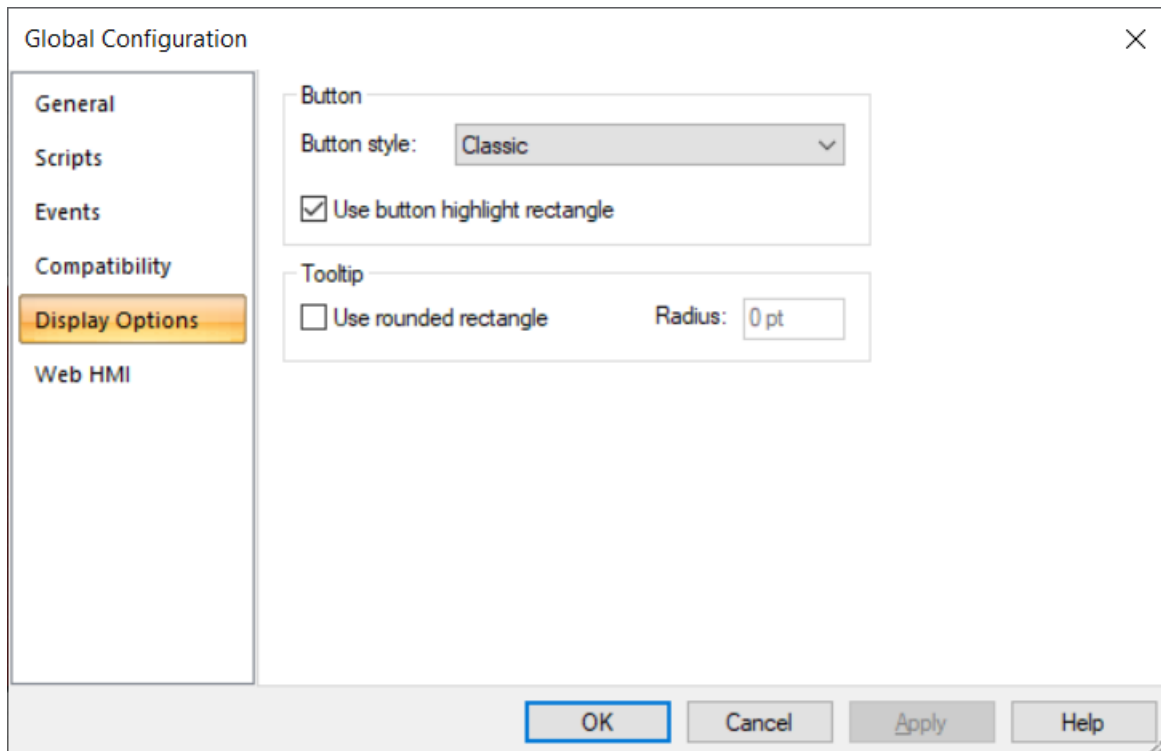 Global Configuration
General
Scripts
Events
Compatibility
Display Options
Web HMI
Button
Button style: Classic
Use button highlight rectangle
Tooltip
Use rounded rectangle Radius: 0 pt
OK Cancel Apply Help